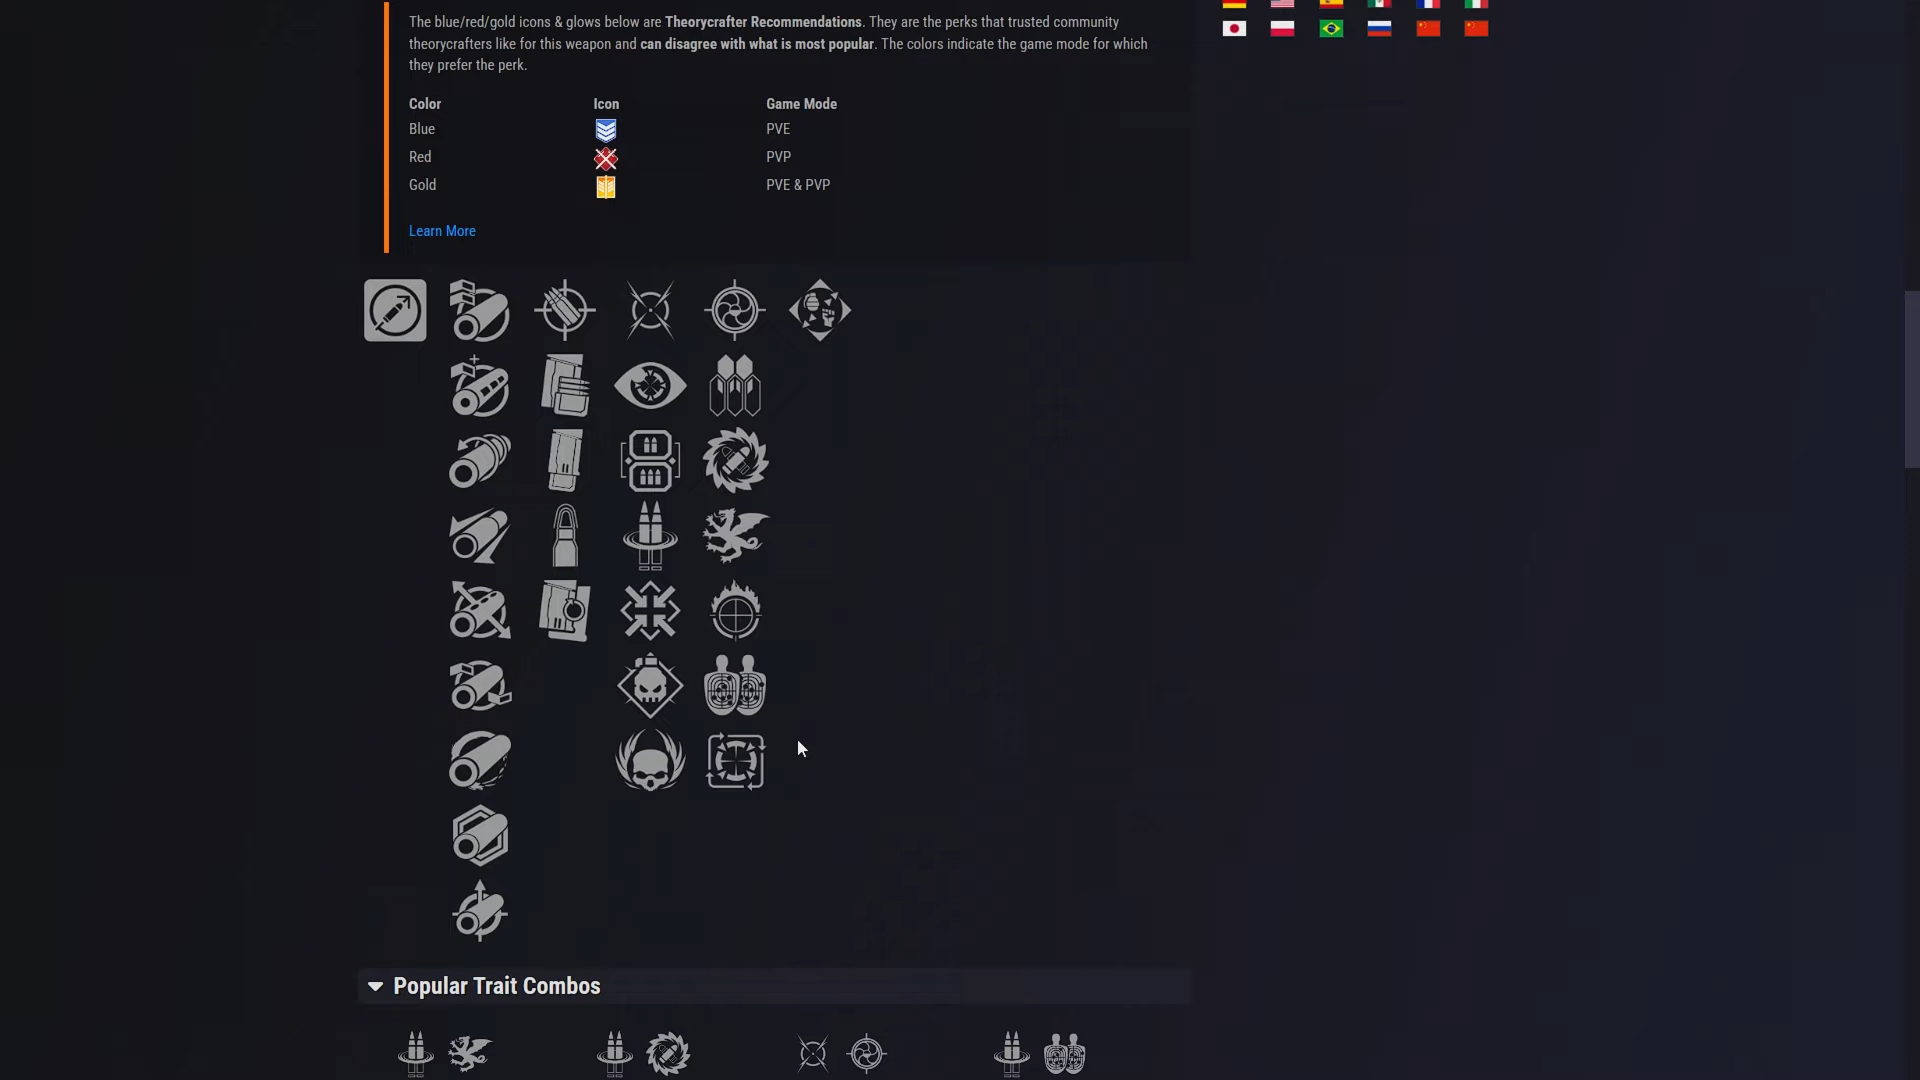 The blue/red/gold icons & glows below are Theorycrafter Recommendations. They are the perks that trusted community
theorycrafters like for this weapon and can disagree with what is most popular. The colors indicate the game mode for which
they prefer the perk.
Color Icon Game Mode
Blue PVE
Red PVP
Gold PVE & PVP
Learn More
Popular Trait Combos